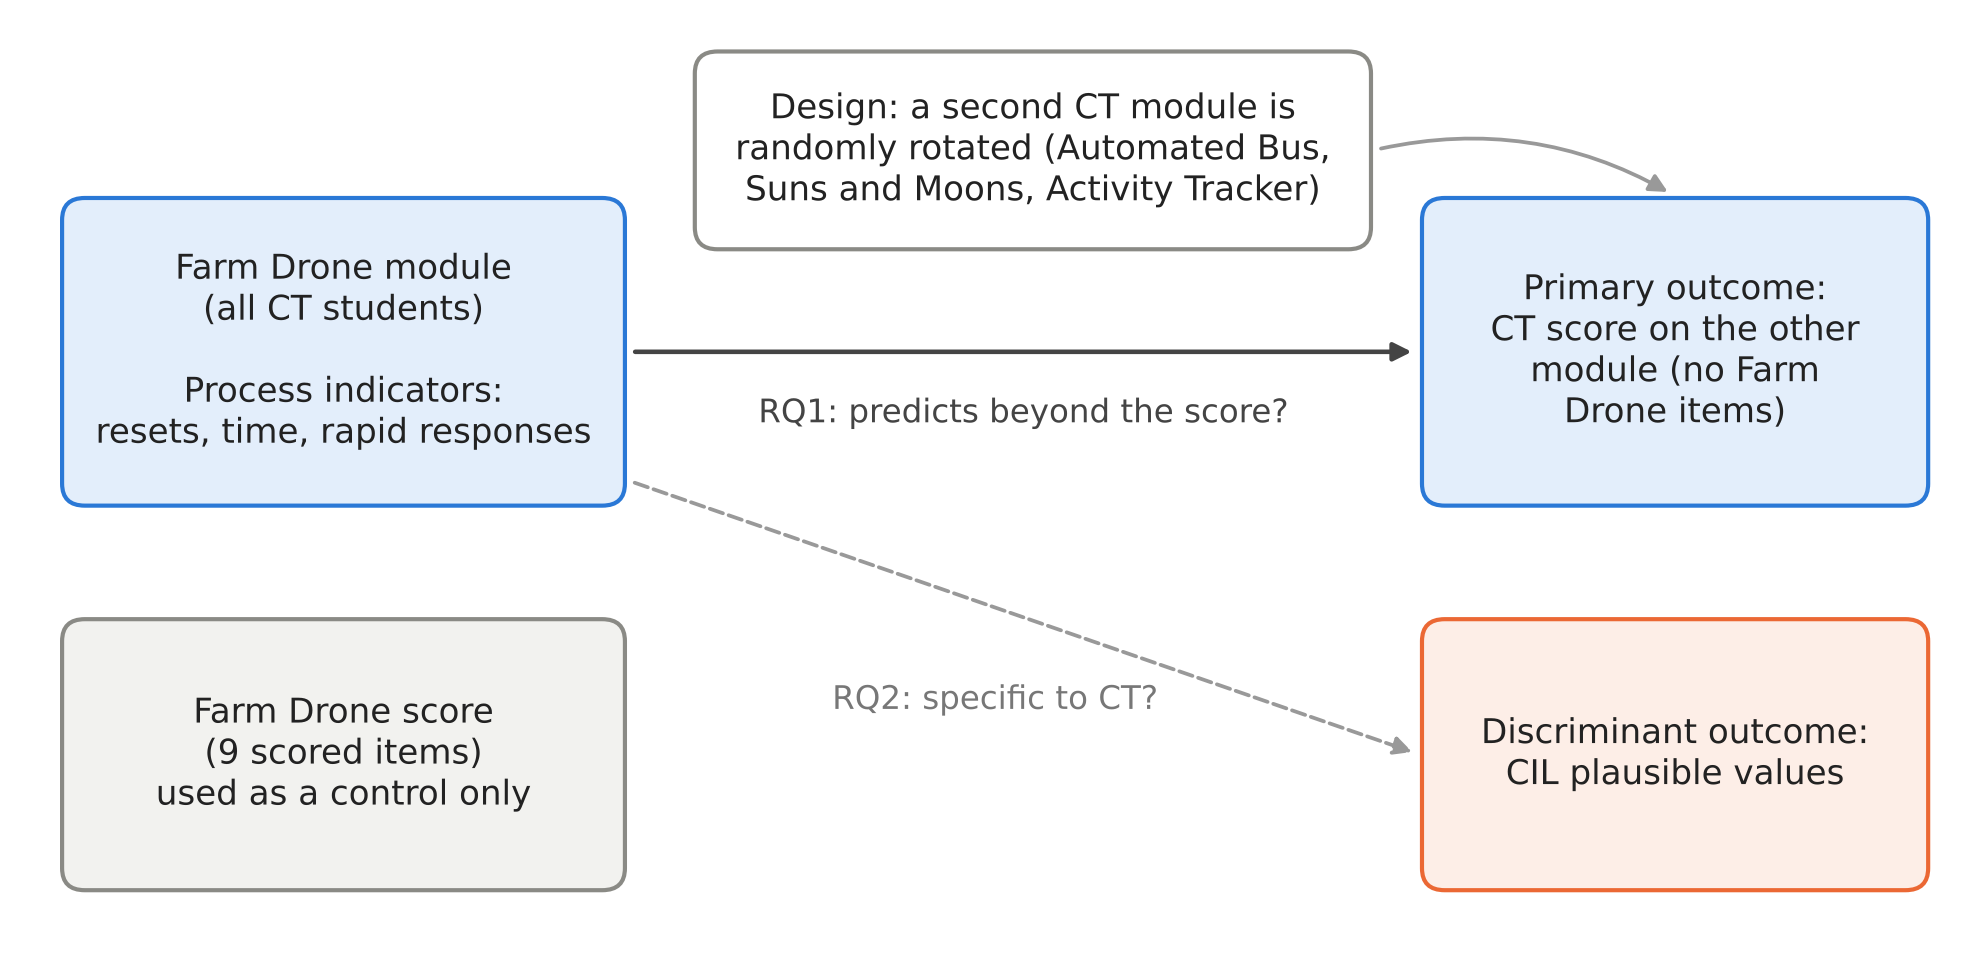 Design: a second CT module is
randomly rotated (Automated Bus,
Suns and Moons, Activity Tracker)
Farm Drone module
(all CT students)
Process indicators:
resets, time, rapid responses
RQ1: predicts beyond the score?
Primary outcome:
CT score on the other
module (no Farm
Drone items)
Farm Drone score
(9 scored items)
used as a control only
RQ2: specific to CT?
Discriminant outcome:
CIL plausible values